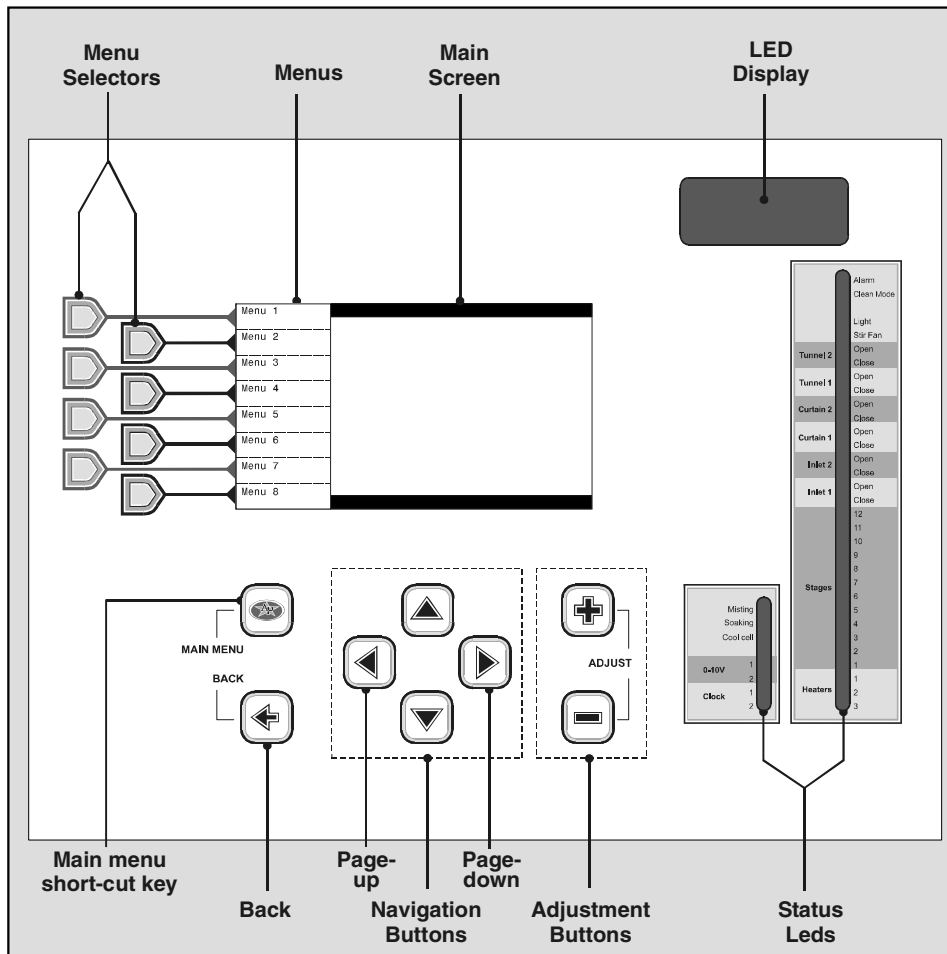 Menu
Selectors
Menus
Main
Screen
LED
Display
Menu 1
Menu 2
Menu 3
Menu 4
Menu 5
Menu 6
Menu 7
Menu 8
Alarm
Clean Mode
Light
Stir Fan
Tunnel 2 Open
Close
Tunnel 1 Open
Close
Curtain 2 Open
Close
Curtain 1 Open
Close
Inlet 2 Open
Close
Inlet 1 Open
Close
12
11
10
9
8
7
Stages
6
5
4
3
2
1
Heaters
1
2
3
Misting
Soaking
Cool cell
0-10V 1
2
Clock 1
2
MAIN MENU
BACK
ADJUST
Main menu
short-cut key
Back
Page-
up
Page-
down
Navigation
Buttons
Adjustment
Buttons
Status
Leds